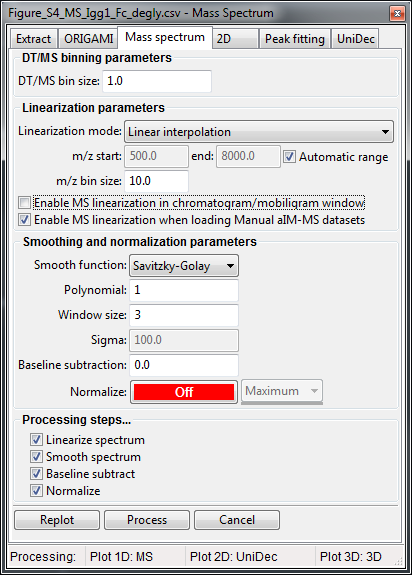 Figure_S4_MS_Igg1_Fc_degly.csv - Mass Spectrum
Extract ORIGAMI Mass spectrum 2D Peak fitting UniDec
DT/MS binning parameters
DT/MS bin size: 1.0
Linearization parameters
Linearization mode: Linear interpolation
m/z start: 500.0 end: 8000.0 Automatic range
m/z bin size: 10.0
Enable MS linearization in chromatogram/mobiligram window
Enable MS linearization when loading Manual aIM-MS datasets
Smoothing and normalization parameters
Smooth function: Savitzky-Golay
Polynomial: 1
Window size: 3
Sigma: 100.0
Baseline subtraction: 0.0
Normalize: Off Maximum
Processing steps...
Linearize spectrum
Smooth spectrum
Baseline subtract
Normalize
Replot Process Cancel
Processing: Plot 1D: MS Plot 2D: UniDec Plot 3D: 3D